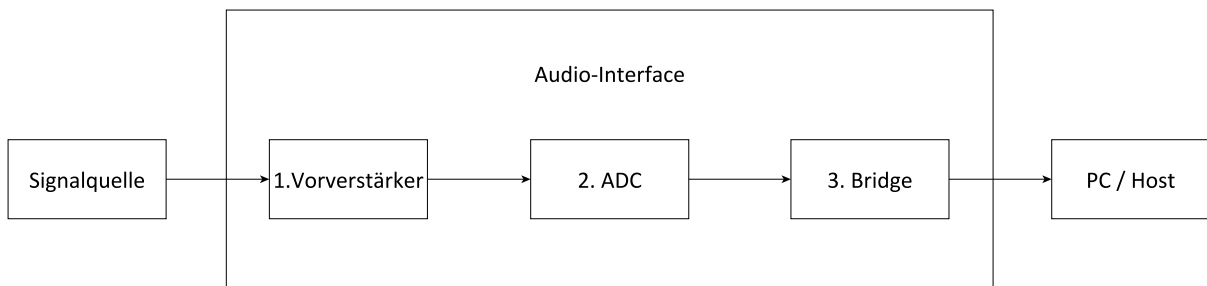 Audio-Interface
Signalquelle
1.Vorverstärker
2. ADC
3. Bridge
PC / Host